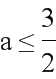 a ≤ 3/2